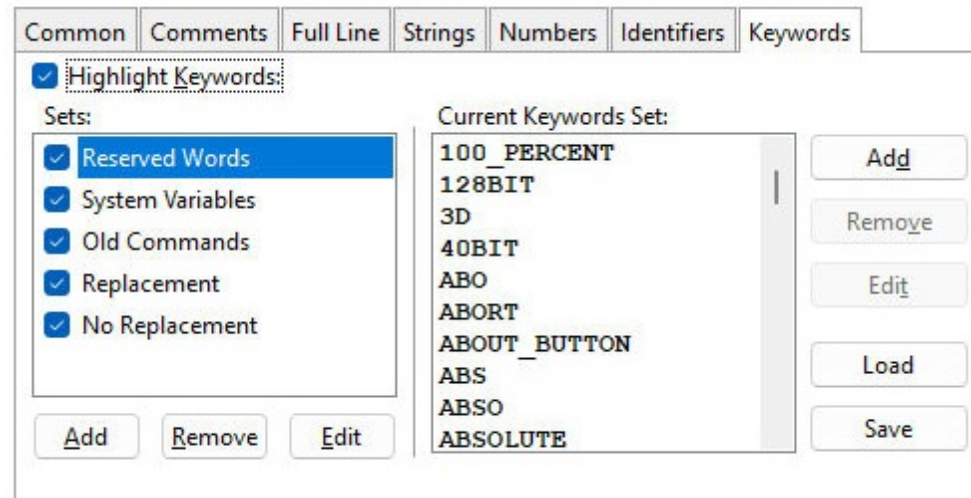 Common Comments Full Line Strings Numbers Identifiers Keywords
Highlight Keywords:
Sets:
Reserved Words
System Variables
Old Commands
Replacement
No Replacement
Add Remove Edit
Current Keywords Set:
100_PERCENT
128BIT
3D
40BIT
ABO
ABORT
ABOUT_BUTTON
ABS
ABSO
ABSOLUTE
Add
Remove
Edit
Load
Save